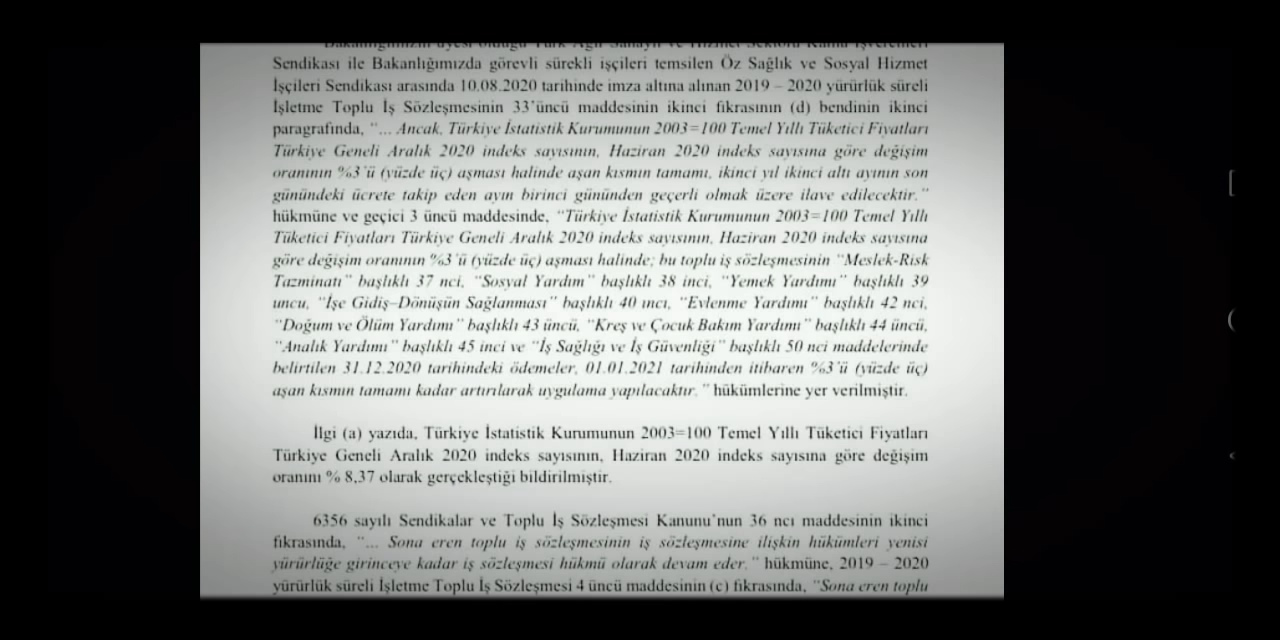 Bakanlığımızın üyesi olduğu Türk Ağır Sanayii ve Hizmet Sektörü Kamu İşverenleri
Sendikası ile Bakanlığımızda görevli sürekli işçileri temsilen Öz Sağlık ve Sosyal Hizmet
İşçileri Sendikası arasında 10.08.2020 tarihinde imza altına alınan 2019 – 2020 yürürlük süreli
İşletme Toplu İş Sözleşmesinin 33'üncü maddesinin ikinci fıkrasının (d) bendinin ikinci
paragrafında, "... Ancak, Türkiye İstatistik Kurumunun 2003=100 Temel Yıllı Tüketici Fiyatları
Türkiye Geneli Aralık 2020 indeks sayısının, Haziran 2020 indeks sayısına göre değişim
oranının %3'ü (yüzde üç) aşması halinde aşan kısmın tamamı, ikinci yıl ikinci altı ayının son
günündeki ücrete takip eden ayın birinci gününden geçerli olmak üzere ilave edilecektir."
hükmüne ve geçici 3 üncü maddesinde, "Türkiye İstatistik Kurumunun 2003=100 Temel Yıllı
Tüketici Fiyatları Türkiye Geneli Aralık 2020 indeks sayısının, Haziran 2020 indeks sayısına
göre değişim oranının %3'ü (yüzde üç) aşması halinde; bu toplu iş sözleşmesinin "Meslek-Risk
Tazminatı" başlıklı 37 nci, "Sosyal Yardım" başlıklı 38 inci, "Yemek Yardımı" başlıklı 39
uncu, "İşe Gidiş–Dönüşün Sağlanması" başlıklı 40 ıncı, "Evlenme Yardımı" başlıklı 42 nci,
"Doğum ve Ölüm Yardımı" başlıklı 43 üncü, "Kreş ve Çocuk Bakım Yardımı" başlıklı 44 üncü,
"Analık Yardımı" başlıklı 45 inci ve "İş Sağlığı ve İş Güvenliği" başlıklı 50 nci maddelerinde
belirtilen 31.12.2020 tarihindeki ödemeler, 01.01.2021 tarihinden itibaren %3'ü (yüzde üç)
aşan kısmın tamamı kadar artırılarak uygulama yapılacaktır." hükümlerine yer verilmiştir.
İlgi (a) yazıda, Türkiye İstatistik Kurumunun 2003=100 Temel Yıllı Tüketici Fiyatları
Türkiye Geneli Aralık 2020 indeks sayısının, Haziran 2020 indeks sayısına göre değişim
oranını % 8,37 olarak gerçekleştiği bildirilmiştir.
6356 sayılı Sendikalar ve Toplu İş Sözleşmesi Kanunu'nun 36 ncı maddesinin ikinci
fıkrasında, "... Sona eren toplu iş sözleşmesinin iş sözleşmesine ilişkin hükümleri yenisi
yürürlüğe girinceye kadar iş sözleşmesi hükmü olarak devam eder." hükmüne, 2019 – 2020
yürürlük süreli İşletme Toplu İş Sözleşmesi 4 üncü maddesinin (c) fıkrasında, "Sona eren toplu